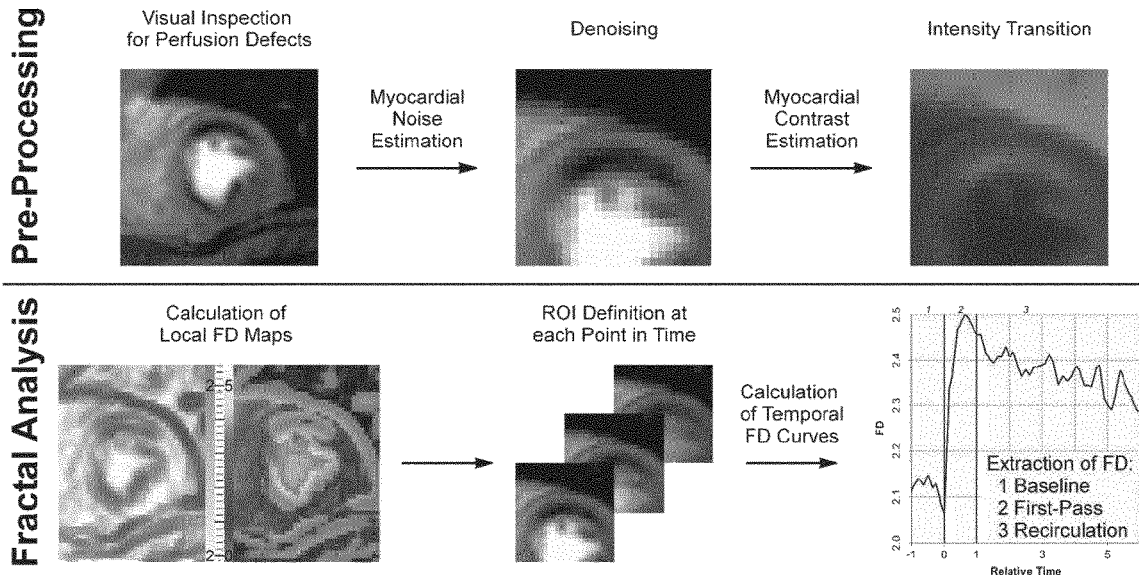 Pre-Processing
Visual Inspection
for Perfusion Defects
Myocardial
Noise
Estimation
Denoising
Myocardial
Contrast
Estimation
Intensity Transition
Fractal Analysis
Calculation of
Local FD Maps
2
5
2
0
ROI Definition at
each Point in Time
Calculation
of Temporal
FD Curves
1 2 3
2.5
2.4
2.3
2.2
2.1
2.0
FD
Extraction of FD:
1 Baseline
2 First-Pass
3 Recirculation
-1 0 1 3 5
Relative Time